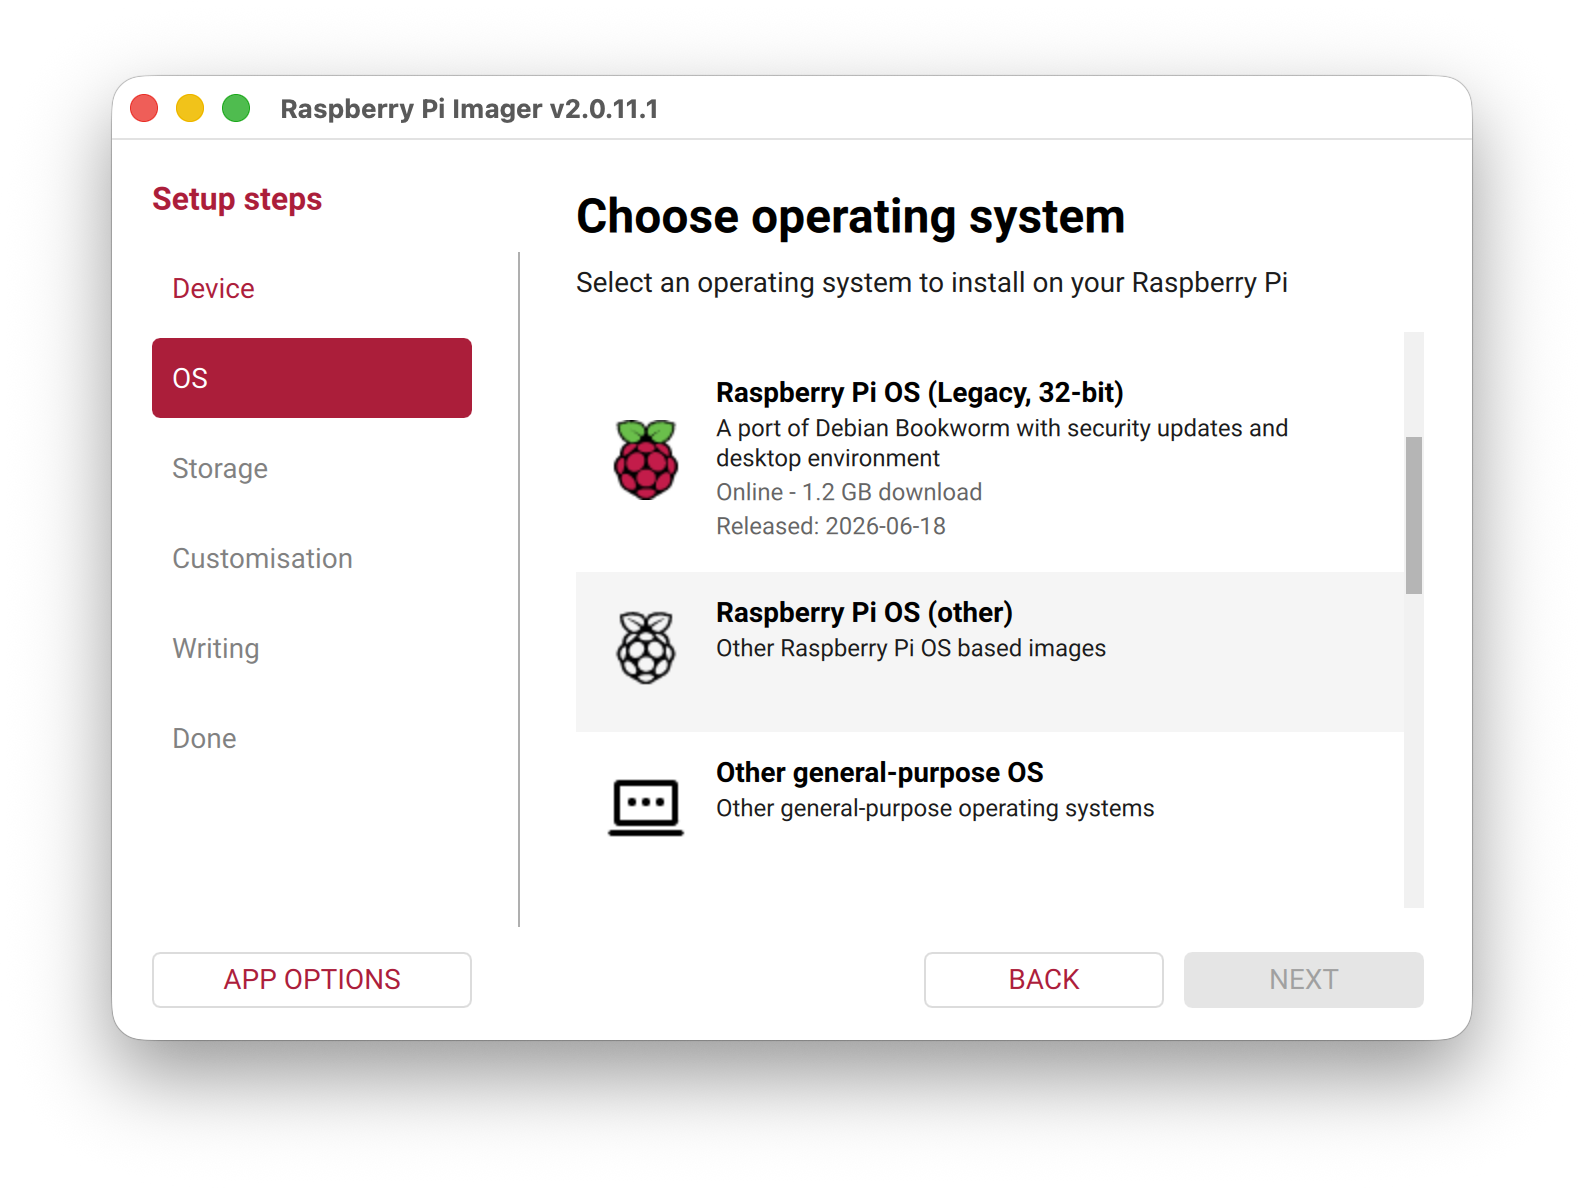 Raspberry Pi Imager v2.0.11.1
Setup steps
Device
OS
Storage
Customisation
Writing
Done
APP OPTIONS
Choose operating system
Select an operating system to install on your Raspberry Pi
Raspberry Pi OS (Legacy, 32-bit)
A port of Debian Bookworm with security updates and
desktop environment
Online - 1.2 GB download
Released: 2026-06-18
Raspberry Pi OS (other)
Other Raspberry Pi OS based images
Other general-purpose OS
Other general-purpose operating systems
BACK
NEXT